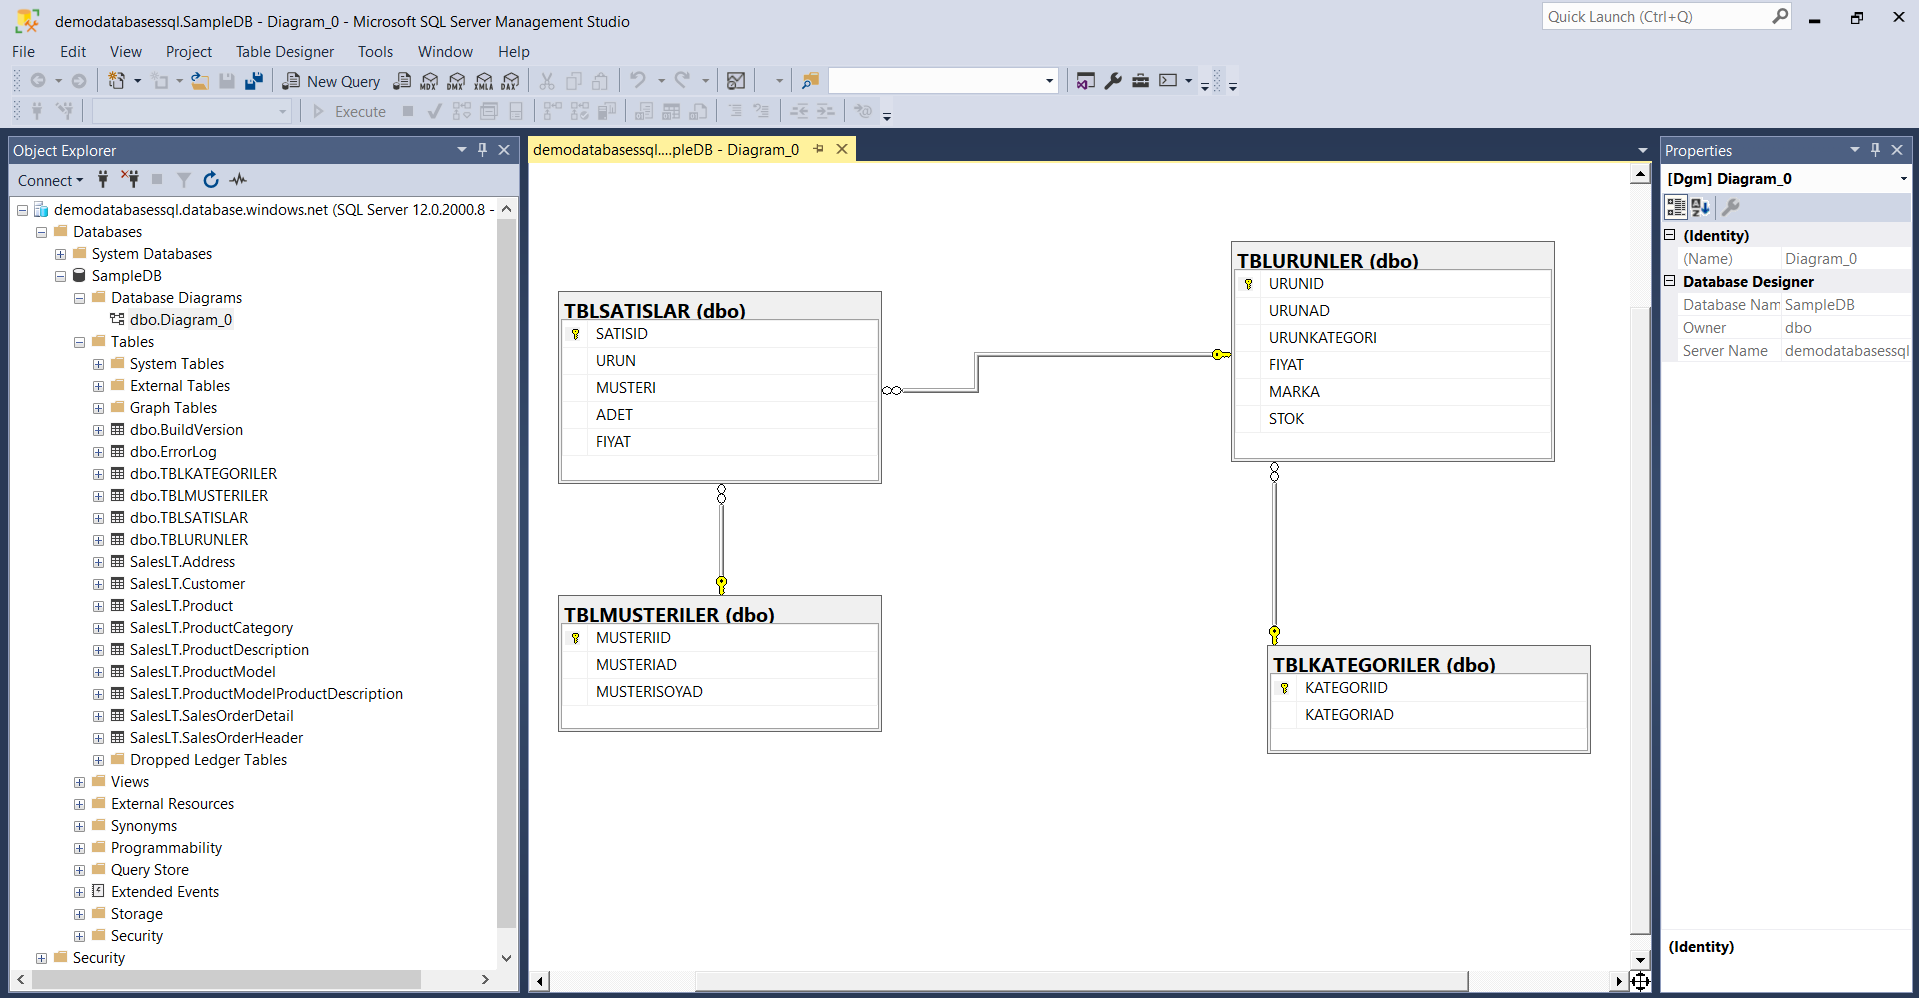 demodatabasessql.SampleDB - Diagram_0 - Microsoft SQL Server Management Studio
Quick Launch (Ctrl+Q)
File Edit View Project Table Designer Tools Window Help
New Query MDX DMX XMLA DAX
Execute
Object Explorer
Connect
demodatabasessql.database.windows.net (SQL Server 12.0.2000.8 -
Databases
System Databases
SampleDB
Database Diagrams
dbo.Diagram_0
Tables
System Tables
External Tables
Graph Tables
dbo.BuildVersion
dbo.ErrorLog
dbo.TBLKATEGORILER
dbo.TBLMUSTERILER
dbo.TBLSATISLAR
dbo.TBLURUNLER
SalesLT.Address
SalesLT.Customer
SalesLT.Product
SalesLT.ProductCategory
SalesLT.ProductDescription
SalesLT.ProductModel
SalesLT.ProductModelProductDescription
SalesLT.SalesOrderDetail
SalesLT.SalesOrderHeader
Dropped Ledger Tables
Views
External Resources
Synonyms
Programmability
Query Store
Extended Events
Storage
Security
Security
demodatabasessql....pleDB - Diagram_0
TBLSATISLAR (dbo)
SATISID
URUN
MUSTERI
ADET
FIYAT
TBLURUNLER (dbo)
URUNID
URUNAD
URUNKATEGORI
FIYAT
MARKA
STOK
TBLMUSTERILER (dbo)
MUSTERIID
MUSTERIAD
MUSTERISOYAD
TBLKATEGORILER (dbo)
KATEGORIID
KATEGORIAD
Properties
[Dgm] Diagram_0
(Identity)
(Name) Diagram_0
Database Designer
Database Nam SampleDB
Owner dbo
Server Name demodatabasessql
(Identity)